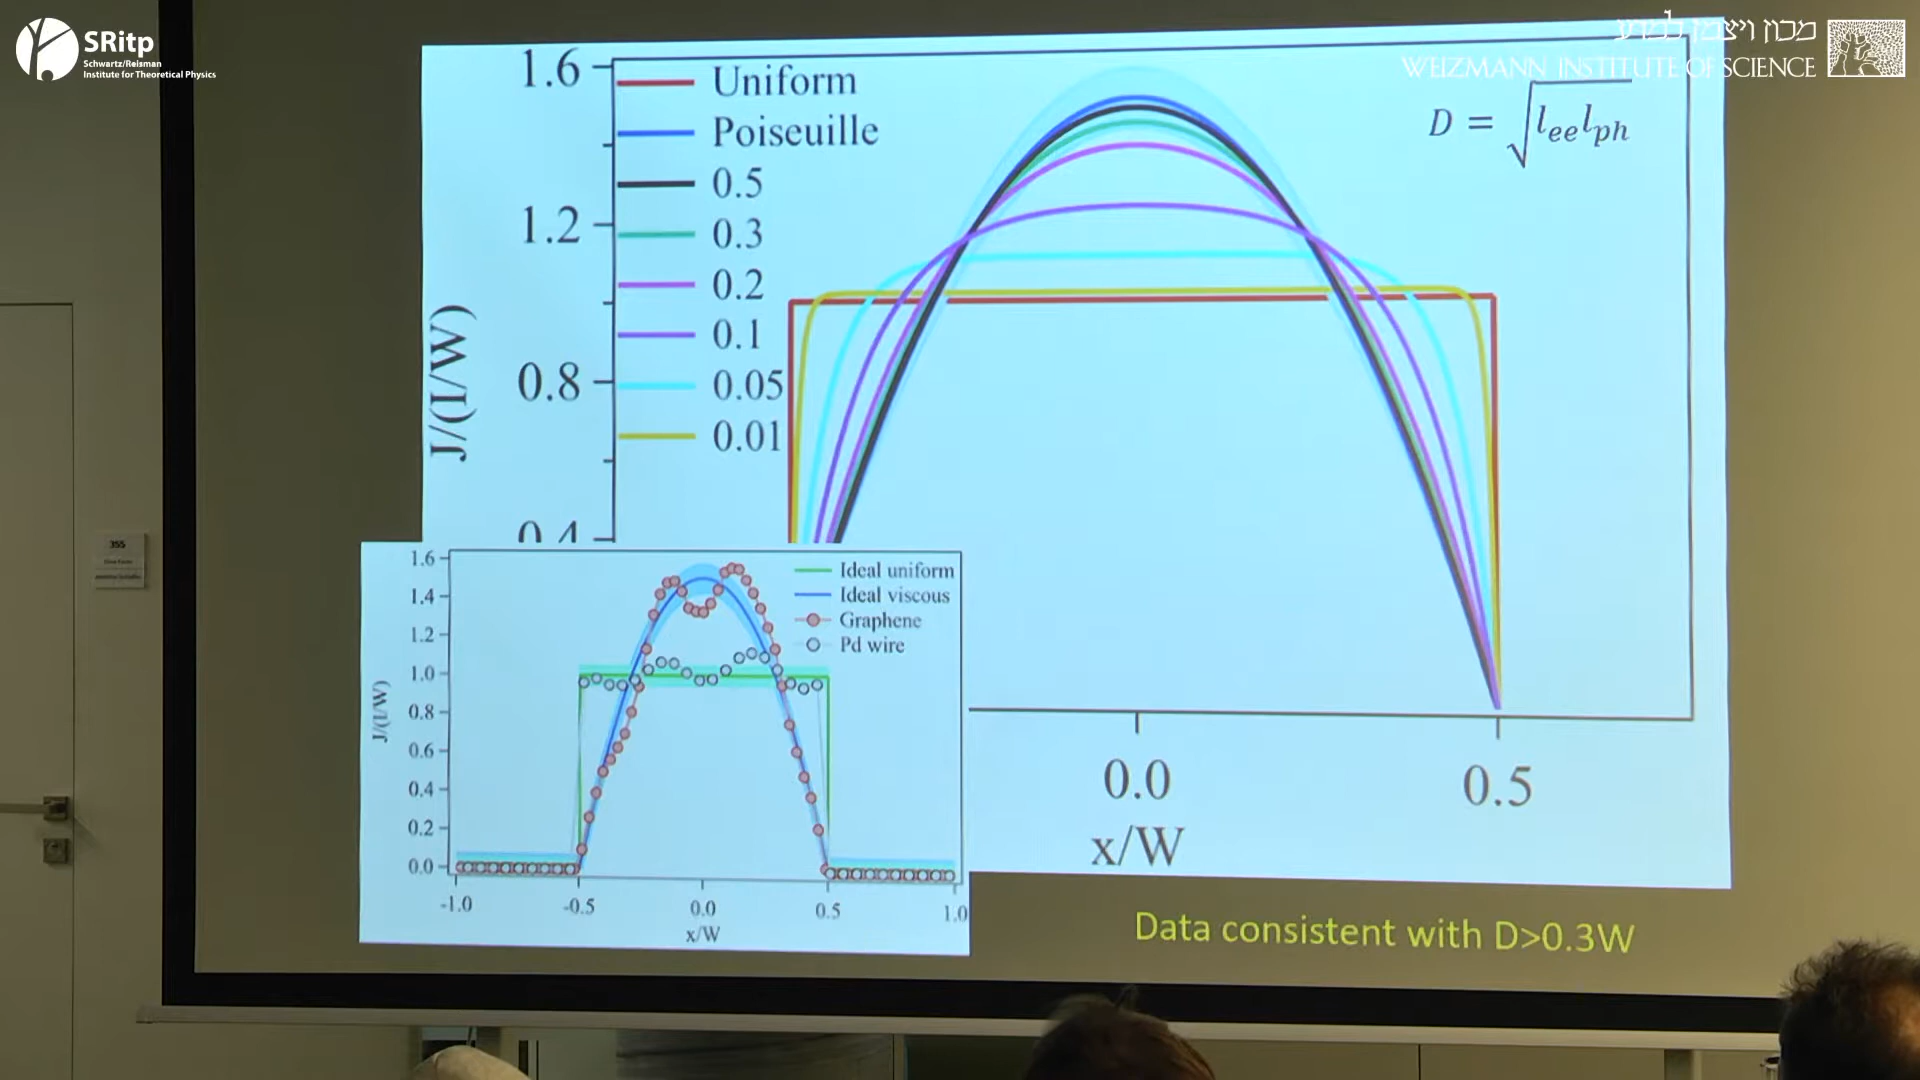 SRitp
Schwartz/Reisman
Institute for Theoretical Physics
מכון ויצמן למדע
WEIZMANN INSTITUTE OF SCIENCE
1.6
1.2
0.8
0.4
J/(I/W)
Uniform
Poiseuille
0.5
0.3
0.2
0.1
0.05
0.01
D = √l_ee l_ph
0.0
0.5
x/W
1.6
1.4
1.2
1.0
0.8
0.6
0.4
0.2
0.0
J/(I/W)
Ideal uniform
Ideal viscous
Graphene
Pd wire
-1.0
-0.5
0.0
0.5
1.0
x/W
Data consistent with D>0.3W
355